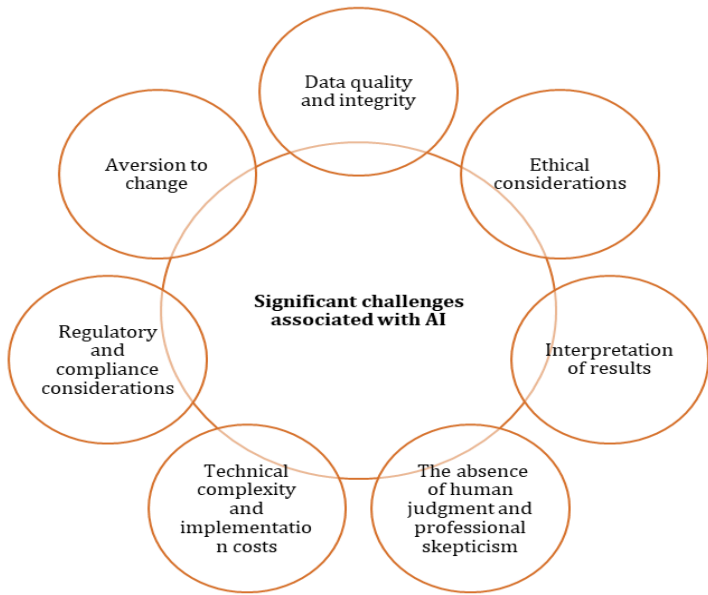 Data quality
and integrity
Ethical
considerations
Interpretation
of results
The absence
of human
judgment and
professional
skepticism
Technical
complexity
and
implementatio
n costs
Regulatory
and
compliance
considerations
Aversion to
change
Significant challenges
associated with AI